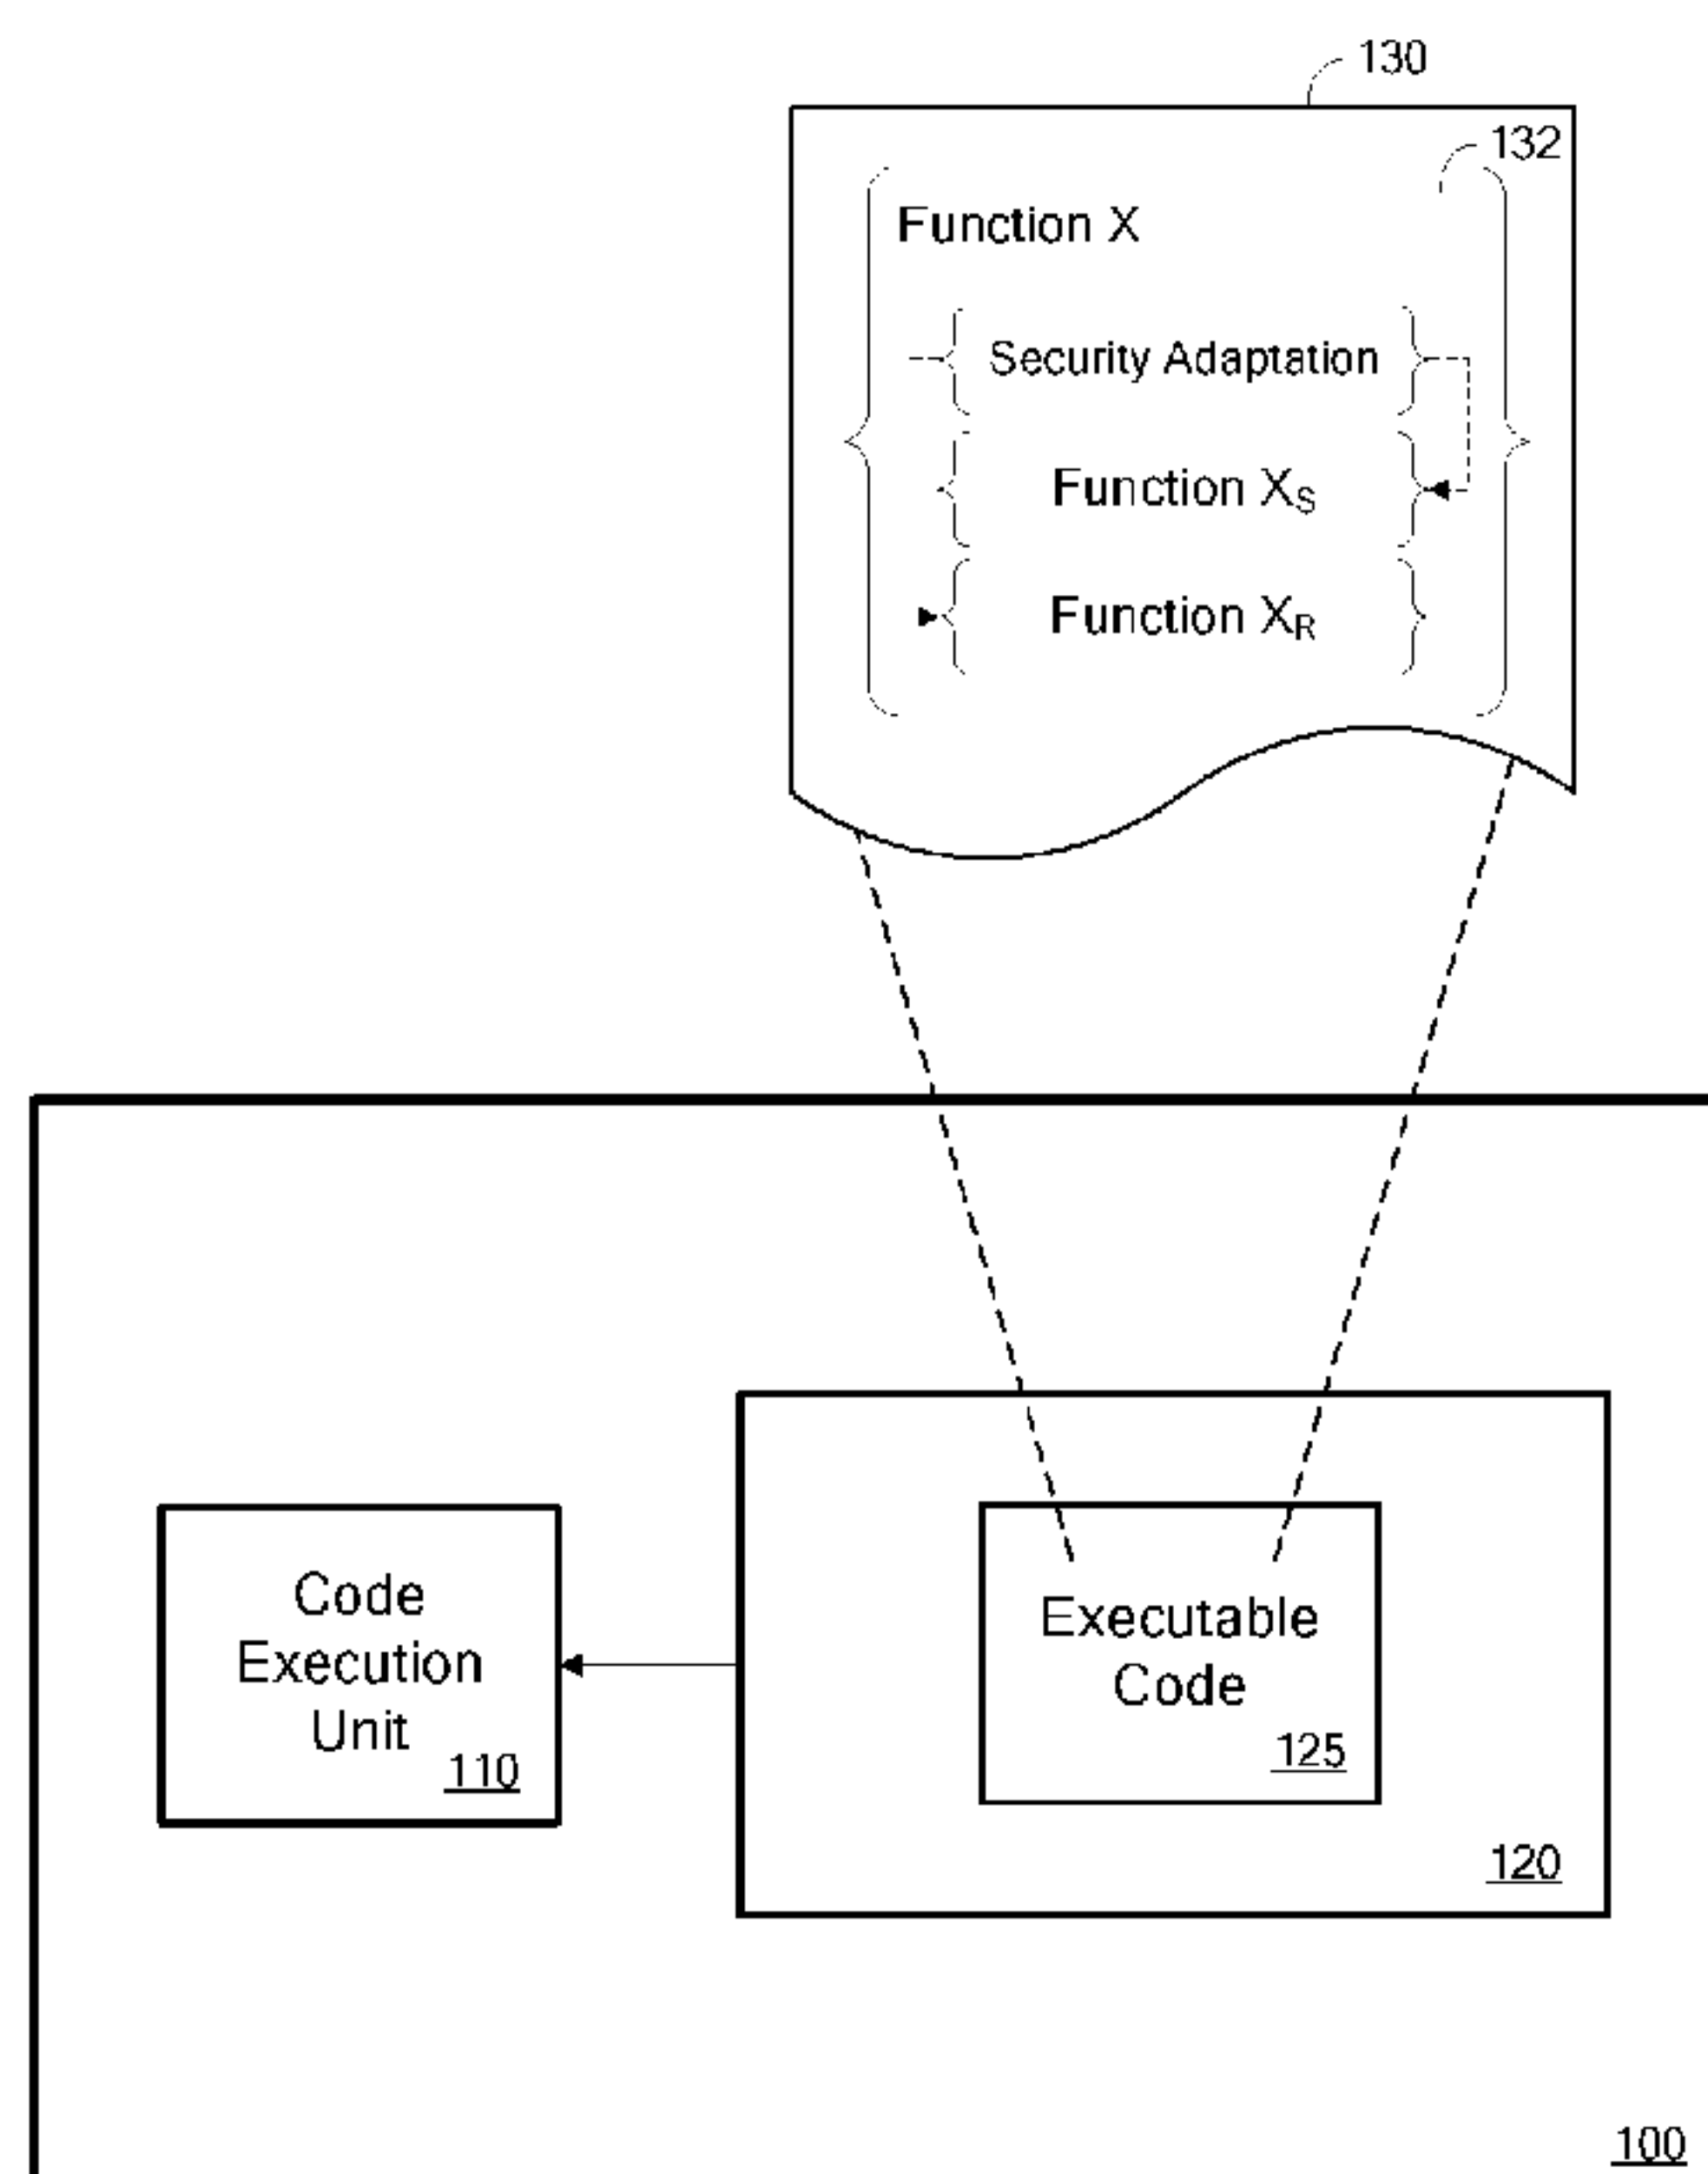 130
132
Function X
Security Adaptation
Function XS
Function XR
Code
Execution
Unit
110
Executable
Code
125
120
100